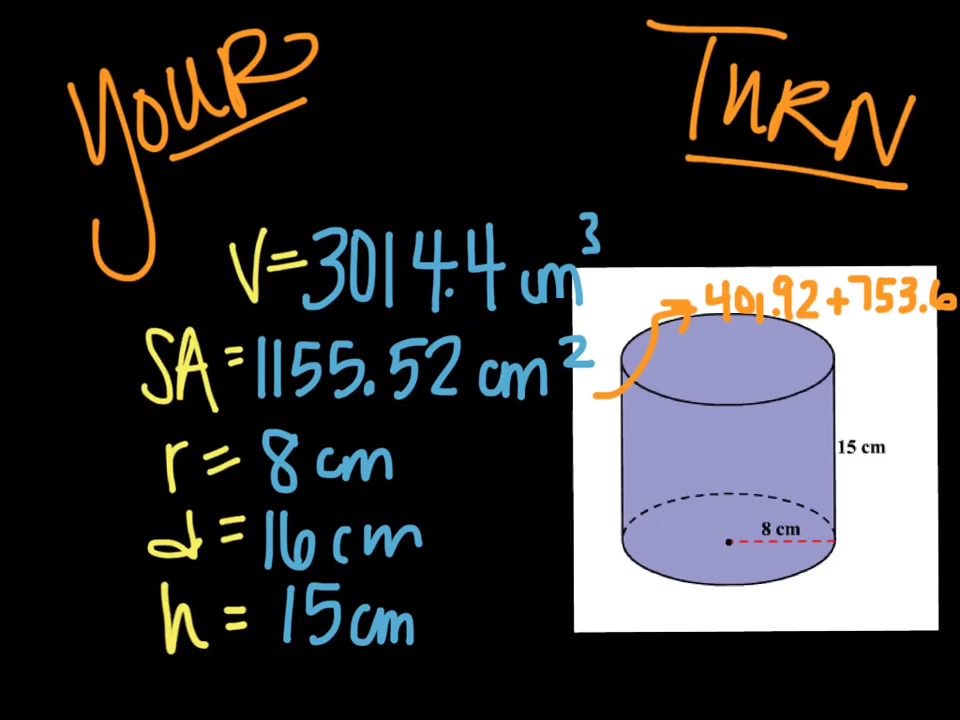 YOUR TURN
V=3014.4 cm³
401.92+753.6
SA=1155.52 cm²
r= 8 cm
15 cm
d= 16 cm
8 cm
h= 15 cm